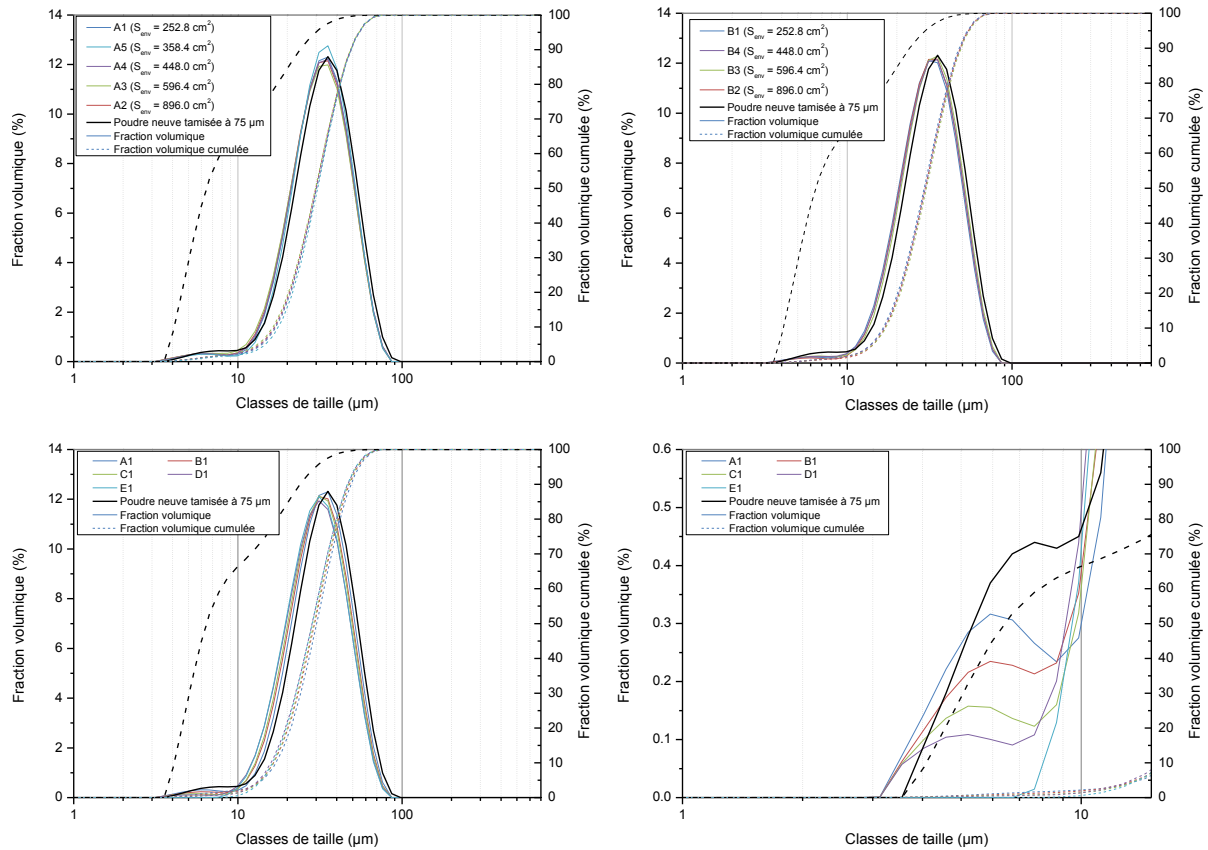 A1 (Senv = 252.8 cm²)
A5 (Senv = 358.4 cm²)
A4 (Senv = 448.0 cm²)
A3 (Senv = 596.4 cm²)
A2 (Senv = 896.0 cm²)
Poudre neuve tamisée à 75 µm
Fraction volumique
Fraction volumique cumulée
14
12
10
8
6
4
2
0
Fraction volumique (%)
100
90
80
70
60
50
40
30
20
10
0
Fraction volumique cumulée (%)
1 10 100
Classes de taille (µm)
B1 (Senv = 252.8 cm²)
B4 (Senv = 448.0 cm²)
B3 (Senv = 596.4 cm²)
B2 (Senv = 896.0 cm²)
Poudre neuve tamisée à 75 µm
Fraction volumique
Fraction volumique cumulée
14
12
10
8
6
4
2
0
Fraction volumique (%)
100
90
80
70
60
50
40
30
20
10
0
Fraction volumique cumulée (%)
1 10 100
Classes de taille (µm)
A1 B1
C1 D1
E1
Poudre neuve tamisée à 75 µm
Fraction volumique
Fraction volumique cumulée
14
12
10
8
6
4
2
0
Fraction volumique (%)
100
90
80
70
60
50
40
30
20
10
0
Fraction volumique cumulée (%)
1 10 100
Classes de taille (µm)
A1 B1
C1 D1
E1
Poudre neuve tamisée à 75 µm
Fraction volumique
Fraction volumique cumulée
0.6
0.5
0.4
0.3
0.2
0.1
0.0
Fraction volumique (%)
100
90
80
70
60
50
40
30
20
10
0
Fraction volumique cumulée (%)
1 10
Classes de taille (µm)